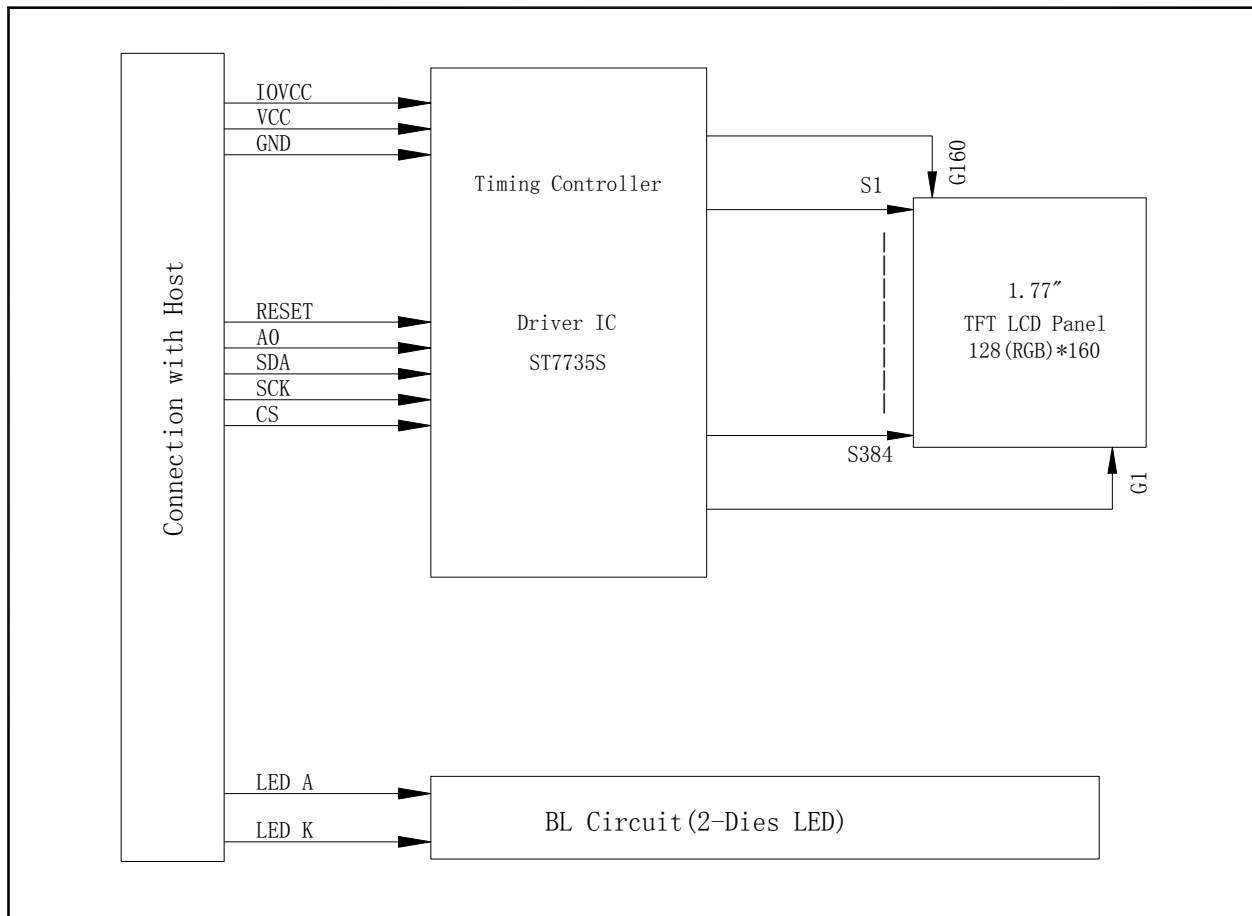 Connection with Host
IOVCC
VCC
GND
RESET
A0
SDA
SCK
CS
LED A
LED K
Timing Controller
Driver IC
ST7735S
G160
S1
S384
G1
1.77″
TFT LCD Panel
128(RGB)*160
BL Circuit(2-Dies LED)